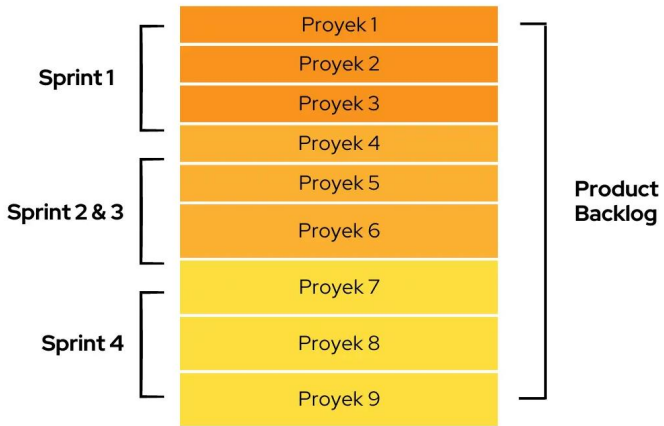 Proyek 1
Proyek 2
Proyek 3
Proyek 4
Proyek 5
Proyek 6
Proyek 7
Proyek 8
Proyek 9
Sprint 1
Sprint 2 & 3
Sprint 4
Product
Backlog